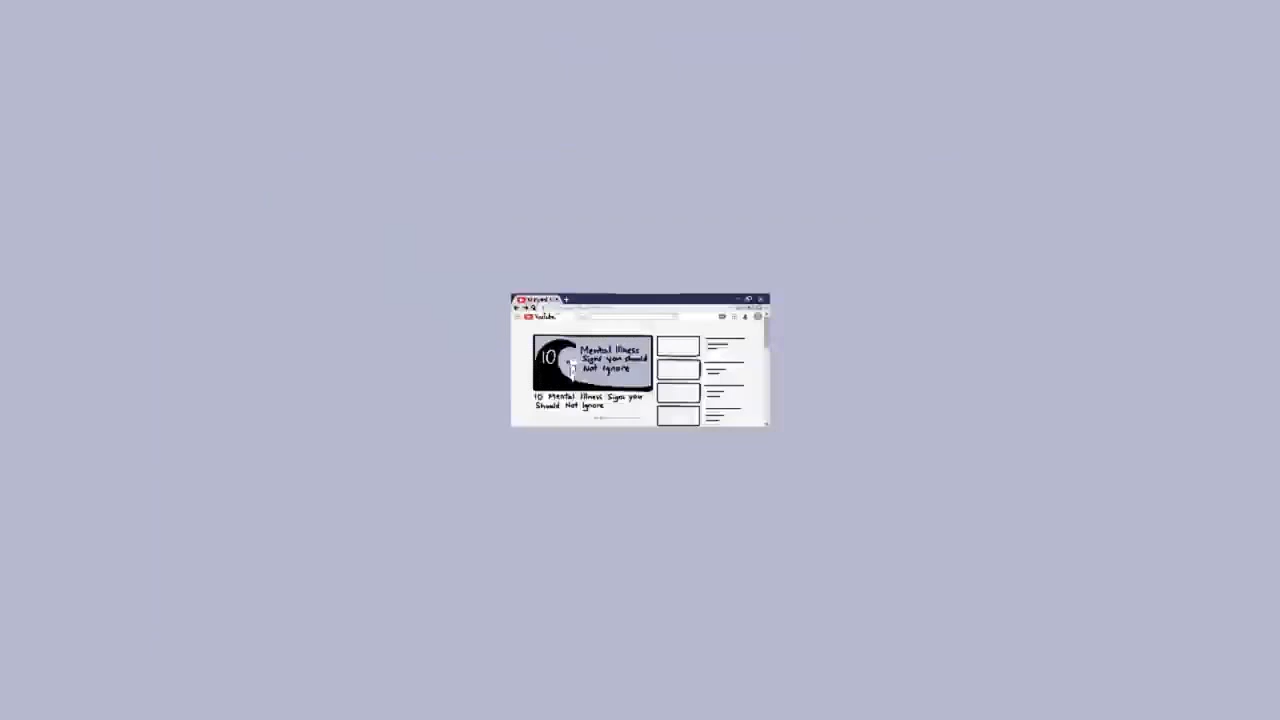 YouTube
10
Mental Illness
Signs you should
Not Ignore
10 Mental Illness Signs you
Should Not Ignore